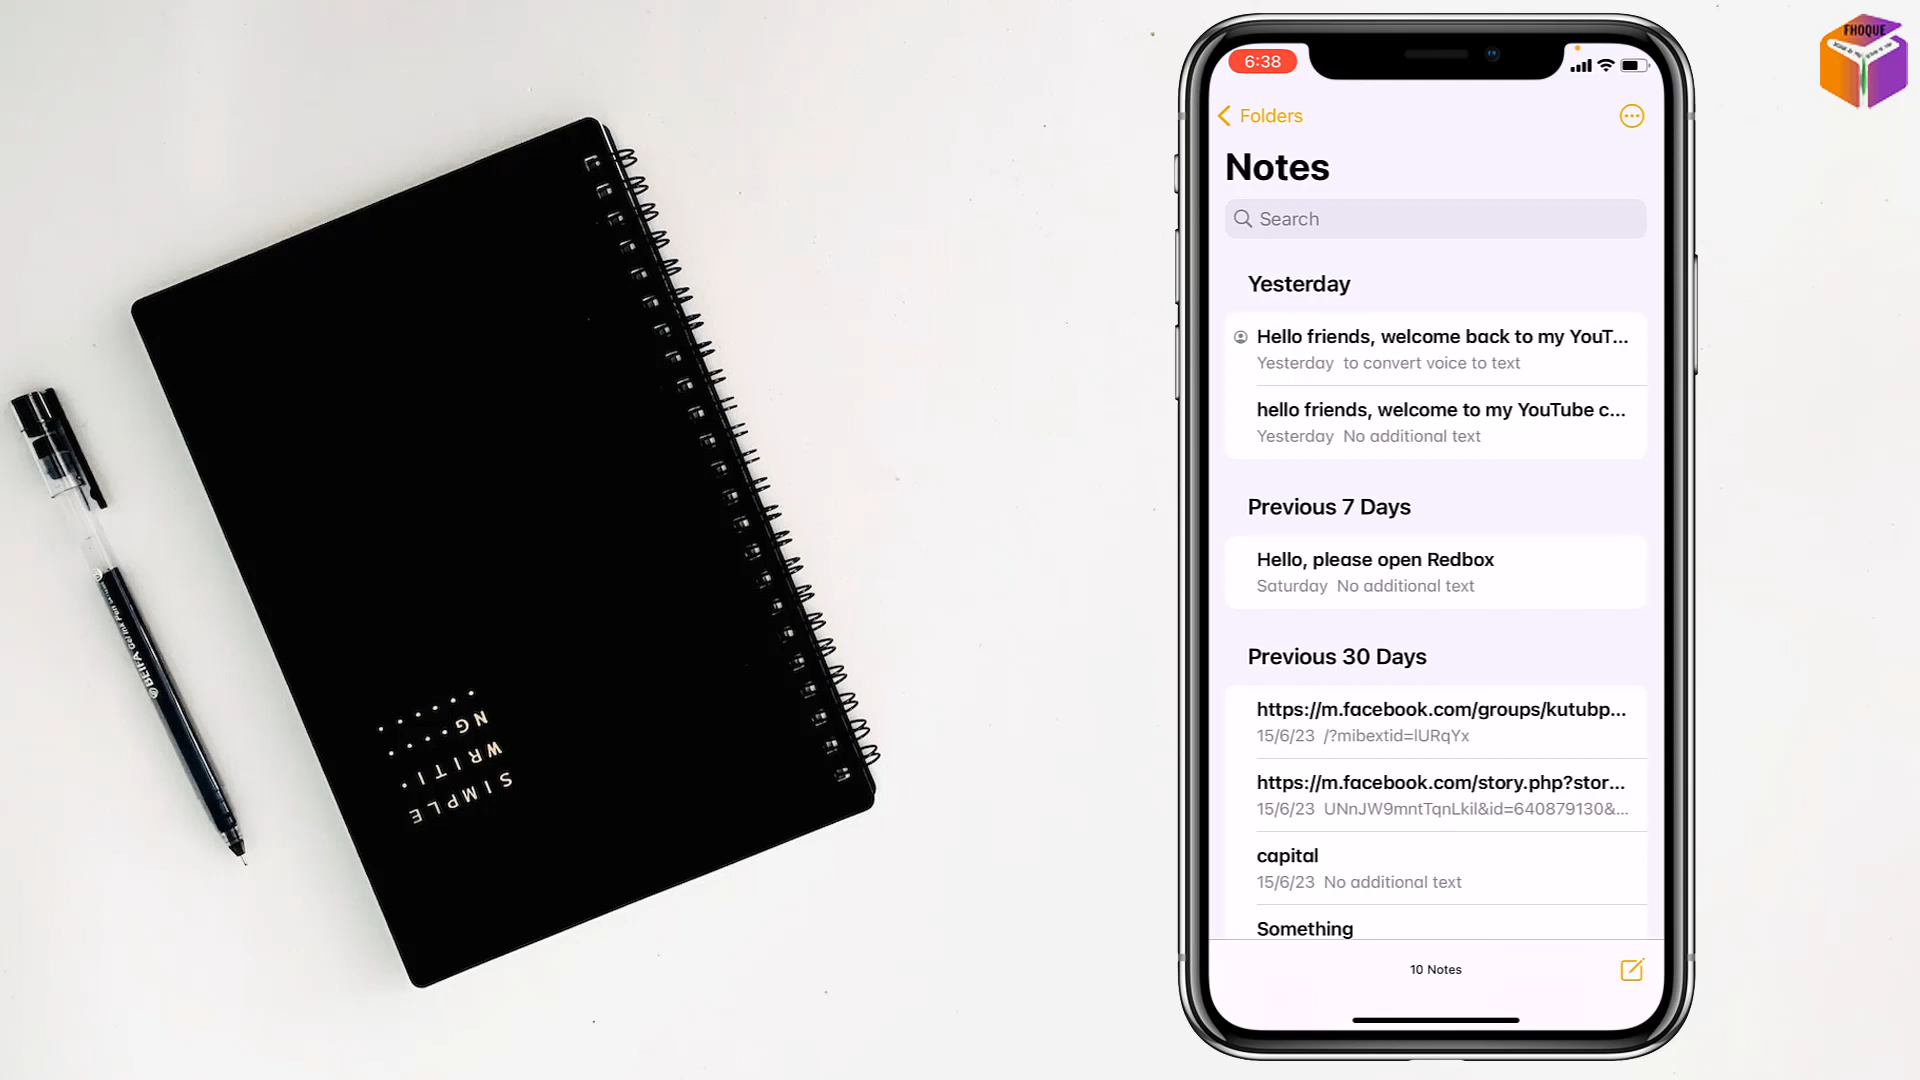 6:38
FHOQUE
Folders
Notes
Search
Yesterday
Hello friends, welcome back to my YouT...
Yesterday to convert voice to text
hello friends, welcome to my YouTube c...
Yesterday No additional text
Previous 7 Days
Hello, please open Redbox
Saturday No additional text
Previous 30 Days
https://m.facebook.com/groups/kutubp...
15/6/23 /?mibextid=lURqYx
https://m.facebook.com/story.php?stor...
15/6/23 UNnJW9mntTqnLkil&id=640879130&...
capital
15/6/23 No additional text
Something
10 Notes
SIMPLE
WRITI
NG
BEIFA Gel Ink Pen